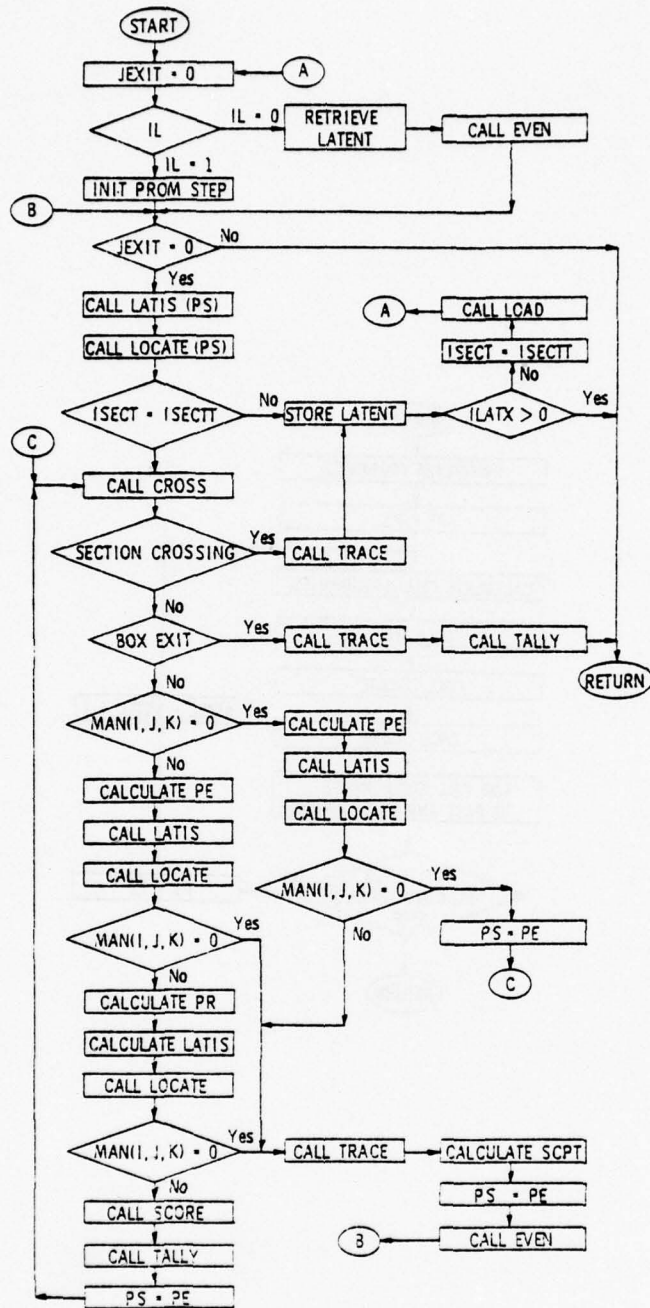 START
JEXIT = 0
A
IL
IL = 0
RETRIEVE
LATENT
CALL EVEN
IL = 1
INIT PROM STEP
B
JEXIT = 0
No
Yes
CALL LATIS (PS)
A
CALL LOAD
CALL LOCATE (PS)
ISECT = ISECTT
No
ISECT = ISECTT
No
STORE LATENT
ILATX > 0
Yes
C
CALL CROSS
SECTION CROSSING
Yes
CALL TRACE
No
BOX EXIT
Yes
CALL TRACE
CALL TALLY
RETURN
No
MAN(I, J, K) = 0
Yes
CALCULATE PE
No
CALL LATIS
CALCULATE PE
CALL LOCATE
CALL LATIS
CALL LOCATE
MAN(I, J, K) = 0
Yes
No
PS = PE
C
MAN(I, J, K) = 0
Yes
No
CALCULATE PR
CALCULATE LATIS
CALL LOCATE
MAN(I, J, K) = 0
Yes
CALL TRACE
CALCULATE SCPT
No
PS = PE
CALL SCORE
B
CALL EVEN
CALL TALLY
PS = PE